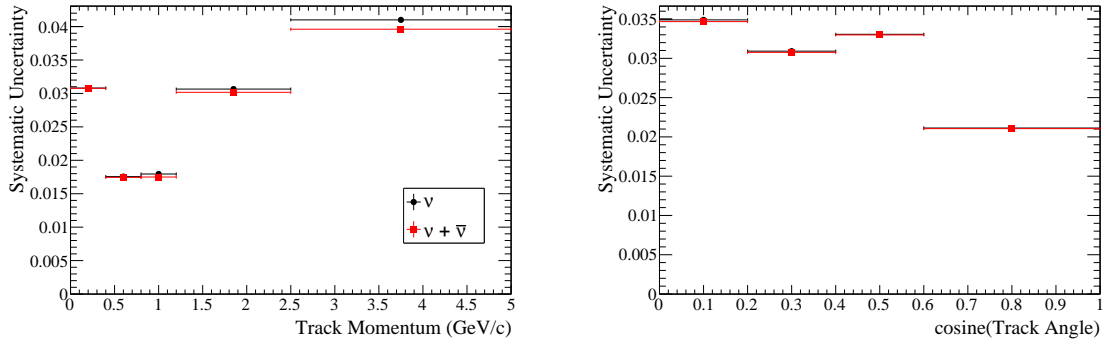 Systematic Uncertainty
0.04
0.035
0.03
0.025
0.02
0.015
0.01
0.005
0
ν
ν + ν̅
0 0.5 1 1.5 2 2.5 3 3.5 4 4.5 5
Track Momentum (GeV/c)
Systematic Uncertainty
0.035
0.03
0.025
0.02
0.015
0.01
0.005
0
0 0.1 0.2 0.3 0.4 0.5 0.6 0.7 0.8 0.9 1
cosine(Track Angle)